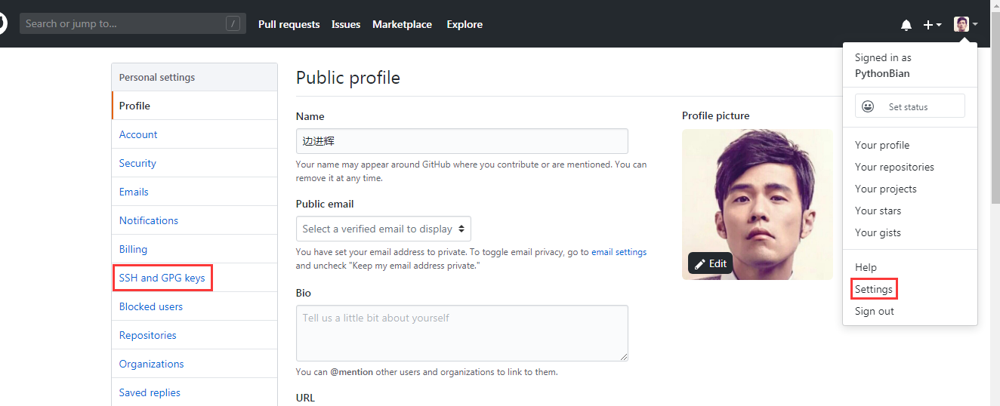 Search or jump to...
/
Pull requests
Issues
Marketplace
Explore
Signed in as
PythonBian
Set status
Your profile
Your repositories
Your projects
Your stars
Your gists
Help
Settings
Sign out
Personal settings
Profile
Account
Security
Emails
Notifications
Billing
SSH and GPG keys
Blocked users
Repositories
Organizations
Saved replies
Public profile
Name
边进辉
Your name may appear around GitHub where you contribute or are mentioned. You can
remove it at any time.
Public email
Select a verified email to display
You have set your email address to private. To toggle email privacy, go to email settings
and uncheck "Keep my email address private."
Bio
Tell us a little bit about yourself
You can @mention other users and organizations to link to them.
URL
Profile picture
Edit